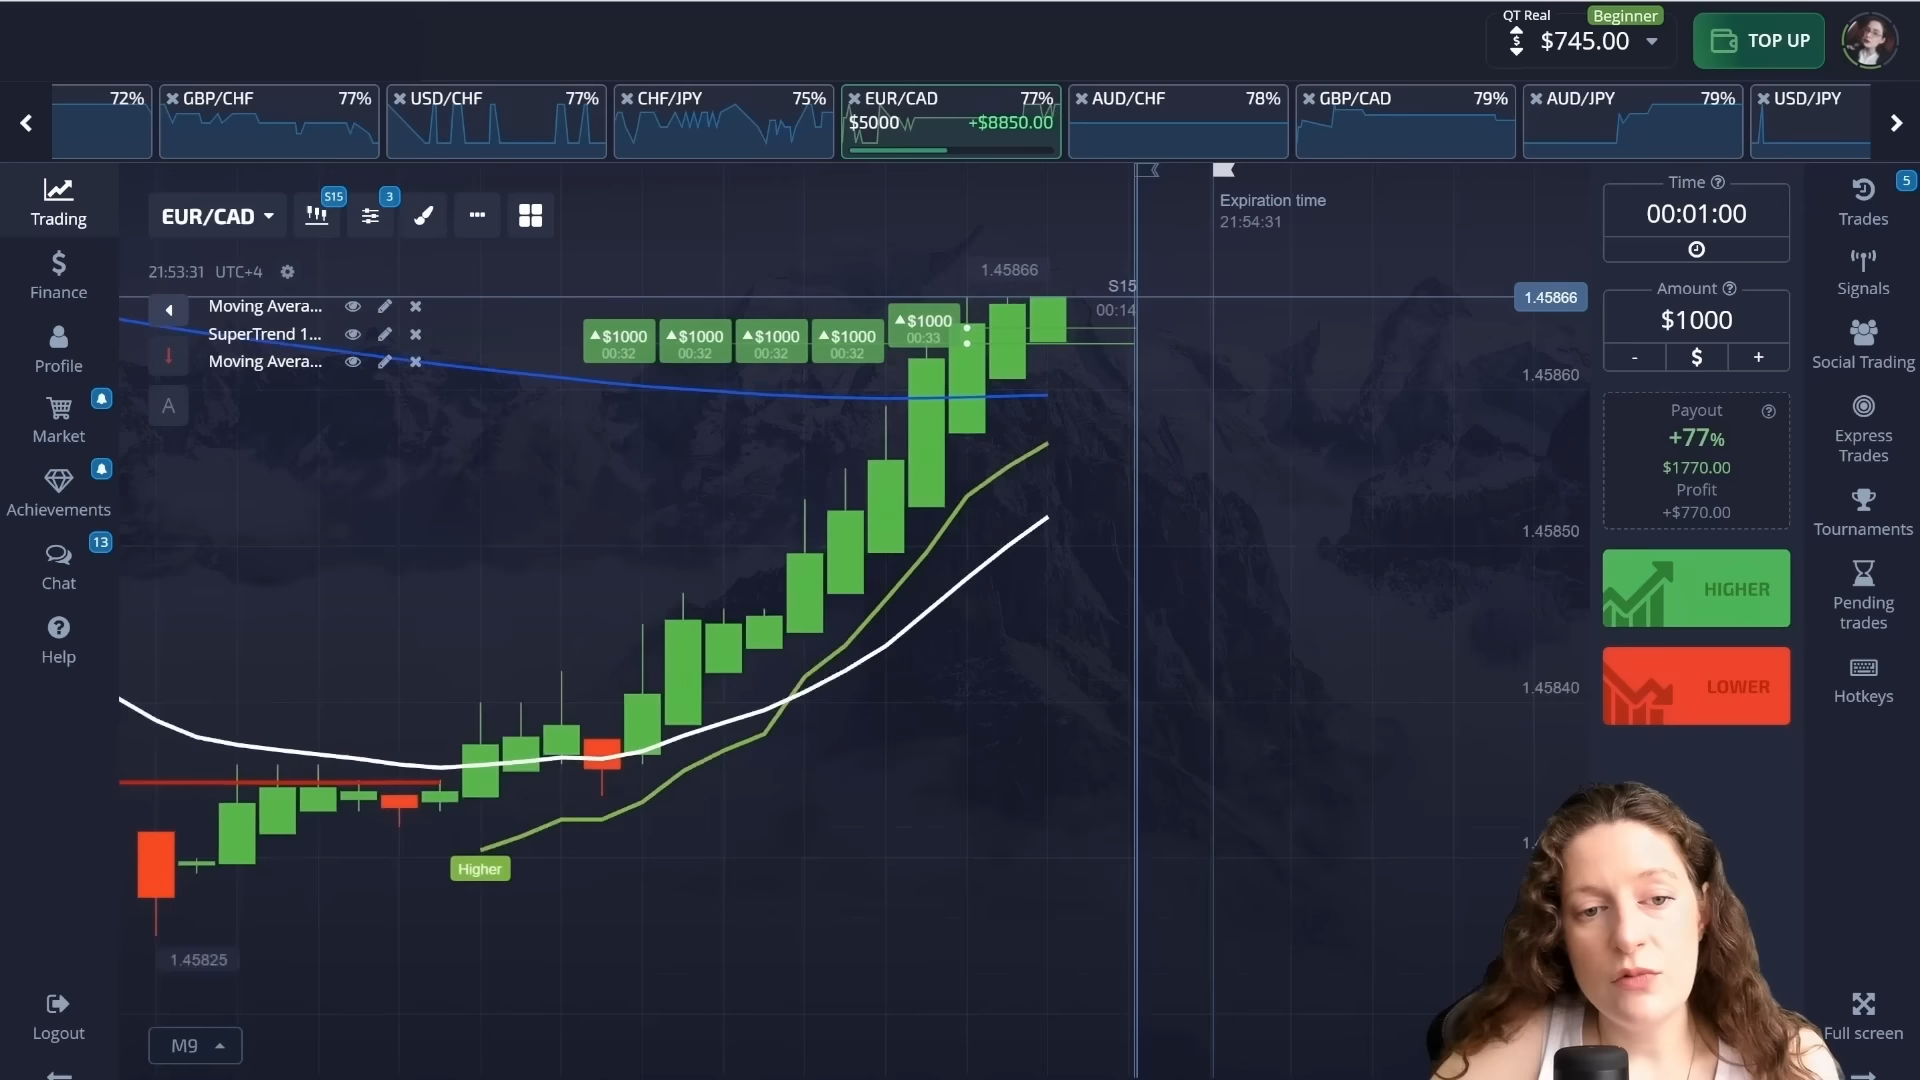 QT Real
Beginner
$
$745.00
TOP UP
72%
GBP/CHF 77%
USD/CHF 77%
CHF/JPY 75%
EUR/CAD 77%
$5000 +$8850.00
AUD/CHF 78%
GBP/CAD 79%
AUD/JPY 79%
USD/JPY
Trading
Finance
Profile
Market
Achievements
13
Chat
Help
Logout
EUR/CAD
S15
3
21:53:31 UTC+4
Moving Avera...
SuperTrend 1...
Moving Avera...
A
$1000
00:32
$1000
00:32
$1000
00:32
$1000
00:32
$1000
00:33
1.45866
S15
00:14
Expiration time
21:54:31
1.45866
1.45860
1.45850
1.45840
Higher
1.45825
M9
Time
00:01:00
Amount
$1000
- $ +
Payout
+77%
$1770.00
Profit
+$770.00
HIGHER
LOWER
5
Trades
Signals
Social Trading
Express
Trades
Tournaments
Pending
trades
Hotkeys
Full screen